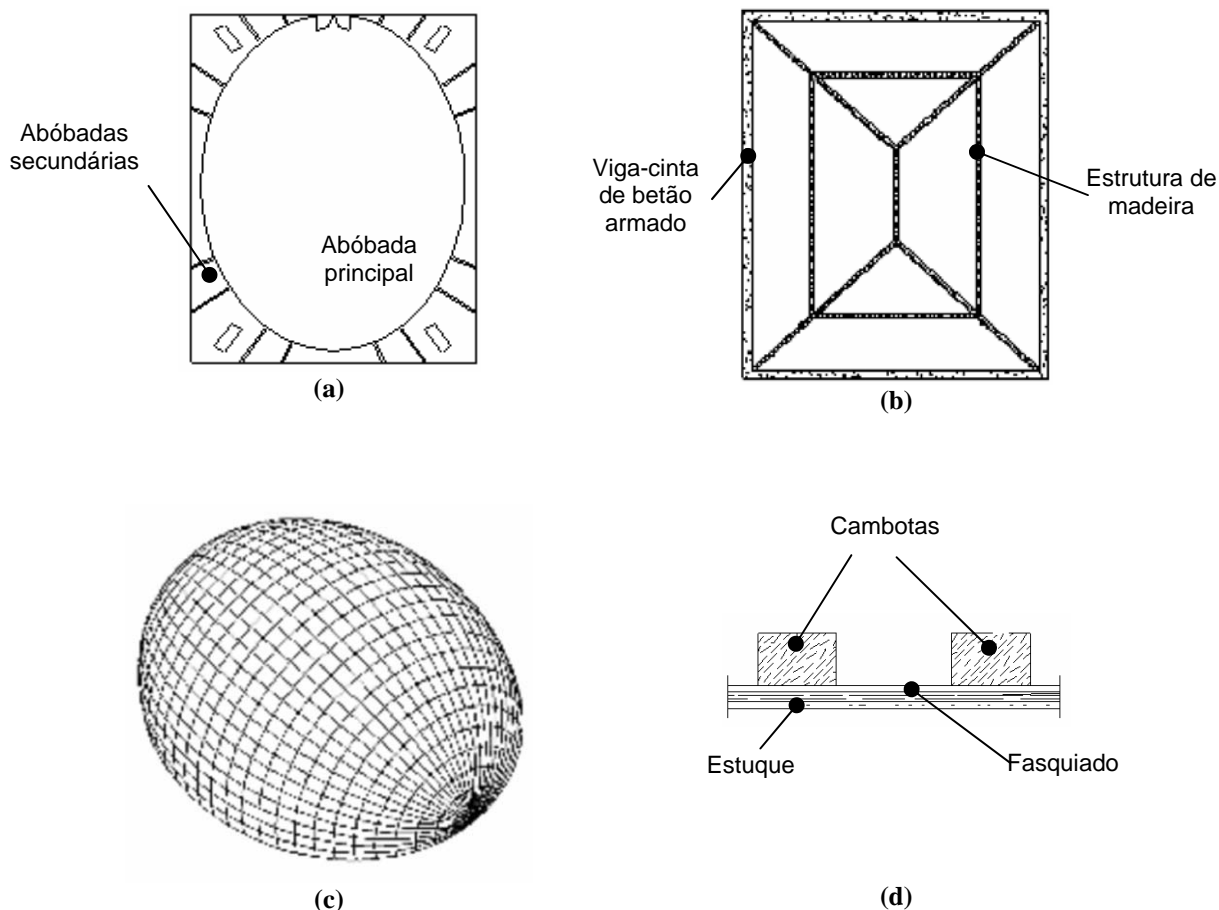 Abóbadas
secundárias
Abóbada
principal
(a)
Viga-cinta
de betão
armado
Estrutura de
madeira
(b)
(c)
Cambotas
Estuque
Fasquiado
(d)